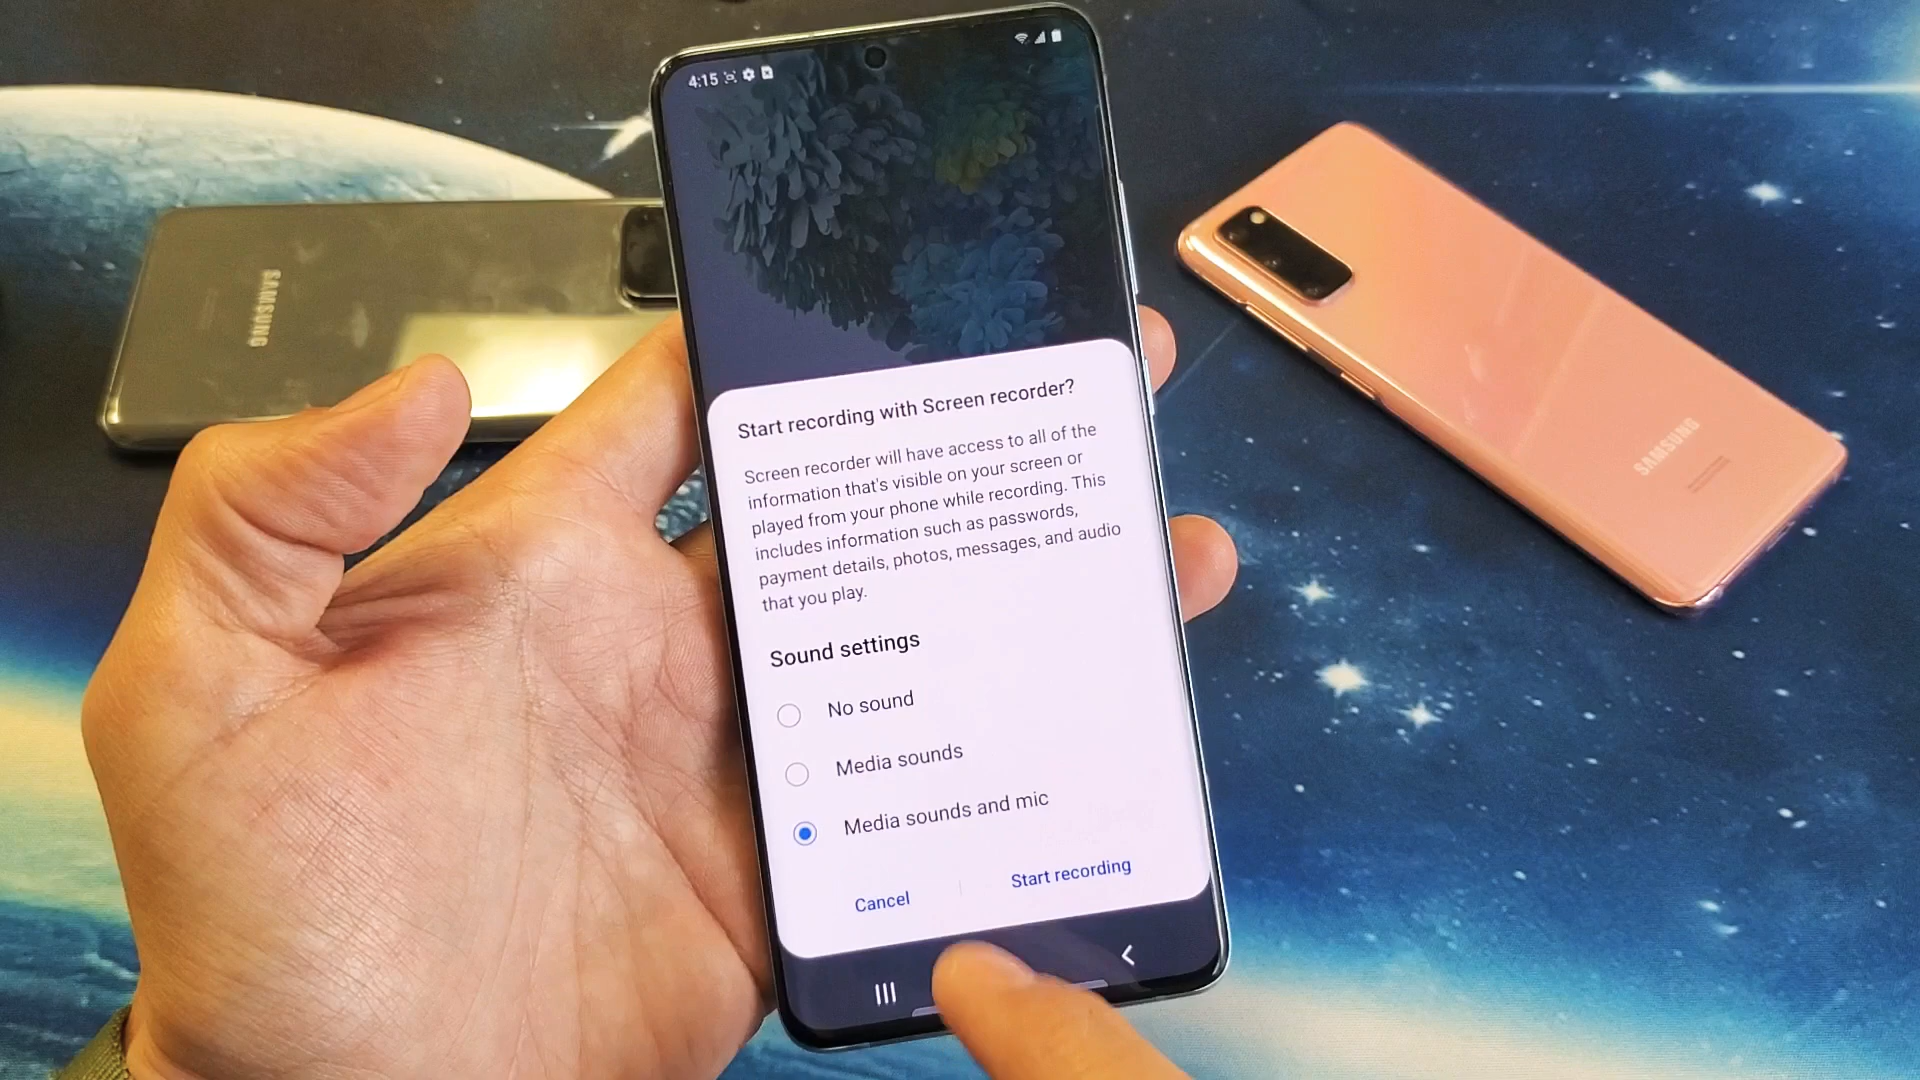 4:15
SAMSUNG
SAMSUNG
Start recording with Screen recorder?
Screen recorder will have access to all of the
information that's visible on your screen or
played from your phone while recording. This
includes information such as passwords,
payment details, photos, messages, and audio
that you play.
Sound settings
No sound
Media sounds
Media sounds and mic
Cancel
Start recording